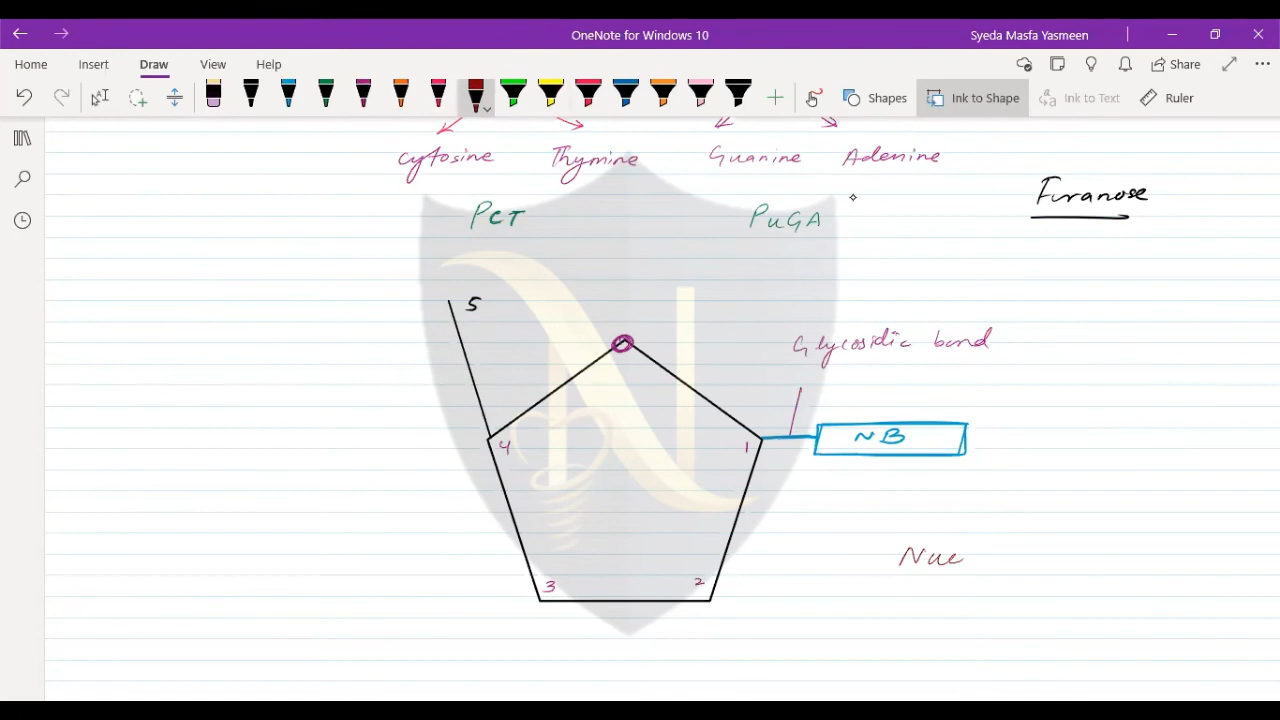 OneNote for Windows 10
Syeda Masfa Yasmeen
Home Insert Draw View Help
Share
Shapes
Ink to Shape
Ink to Text
Ruler
Cytosine Thymine Guanine Adenine
Furanose
PCT PuGA
5
Glycosidic bond
4 1
NB
Nuc
3 2